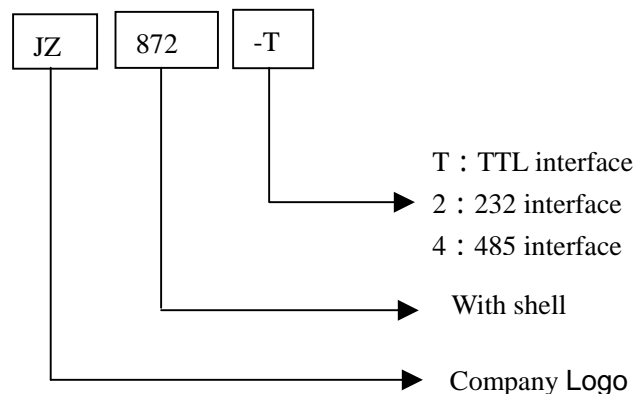 JZ 872 -T
T：TTL interface
2：232 interface
4：485 interface
With shell
Company Logo